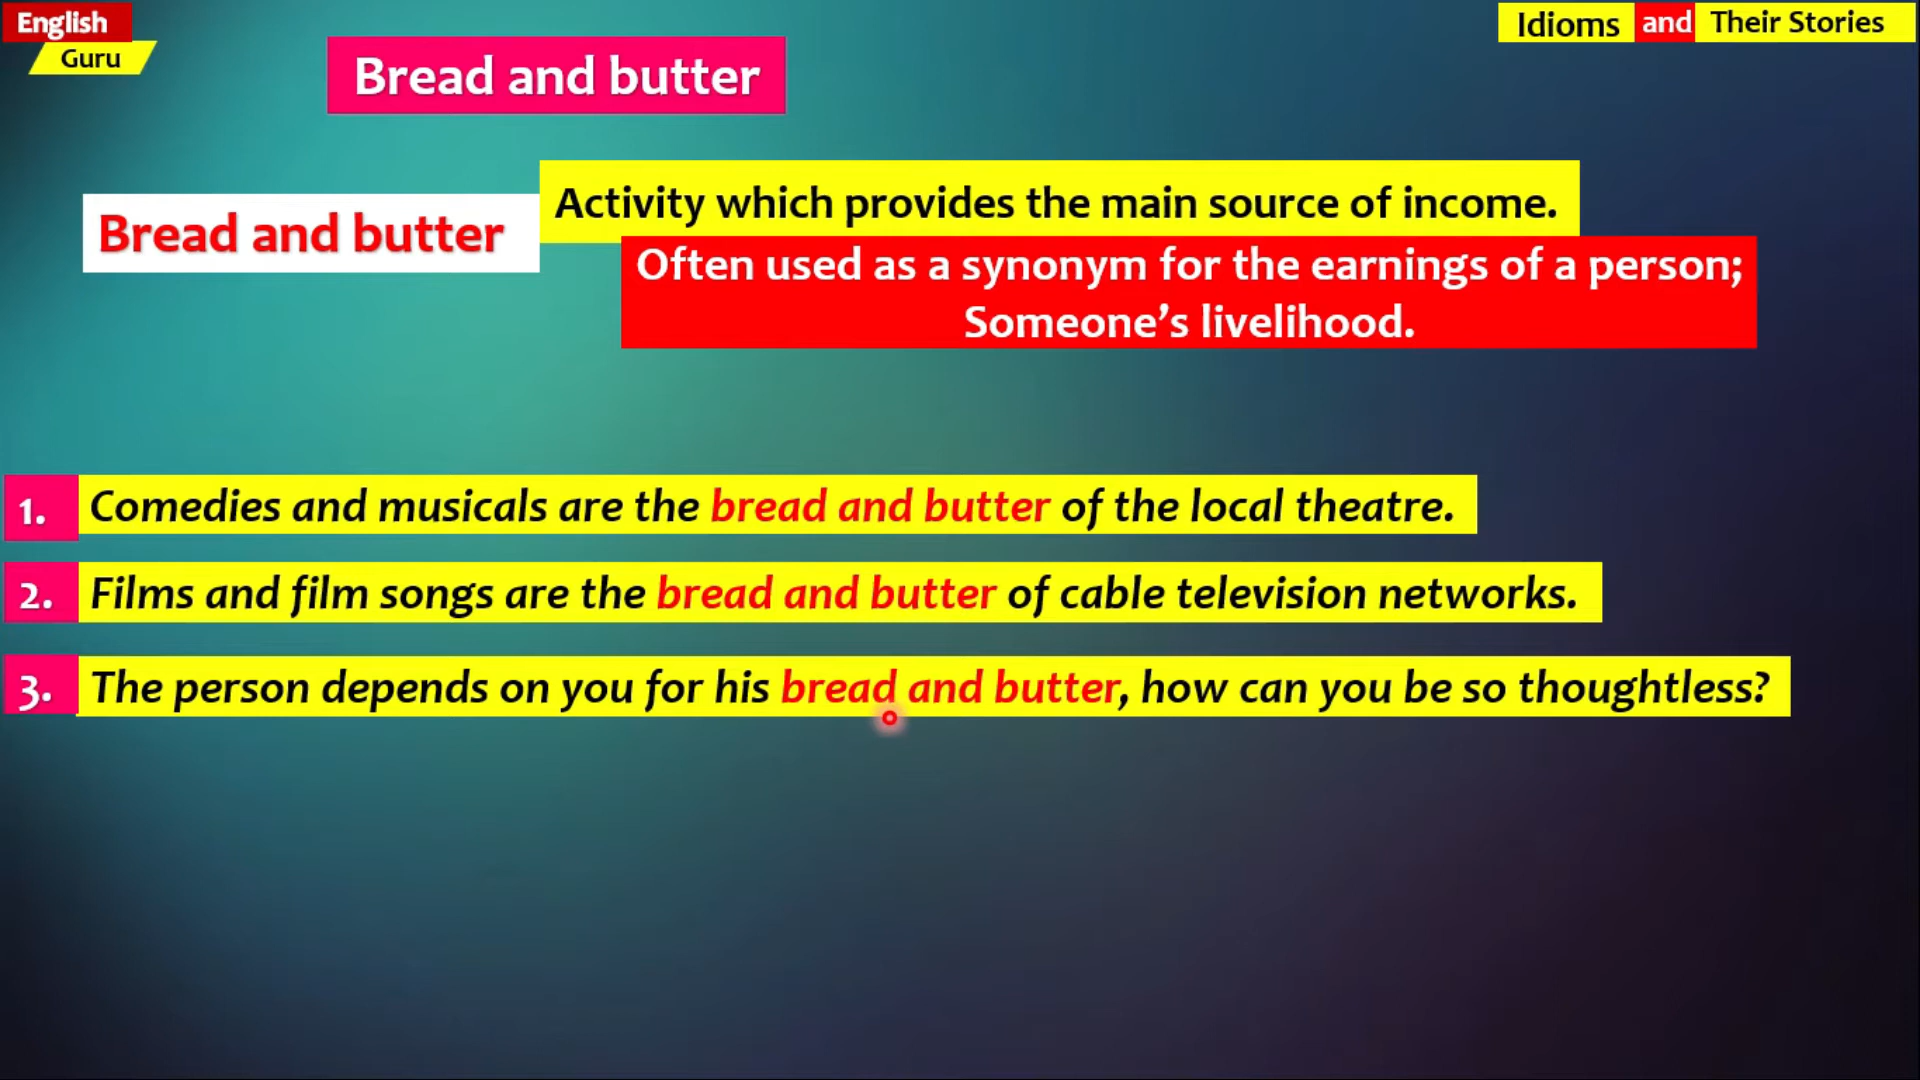 English
Guru
Idioms and Their Stories
Bread and butter
Bread and butter
Activity which provides the main source of income.
Often used as a synonym for the earnings of a person;
Someone’s livelihood.
1. Comedies and musicals are the bread and butter of the local theatre.
2. Films and film songs are the bread and butter of cable television networks.
3. The person depends on you for his bread and butter, how can you be so thoughtless?